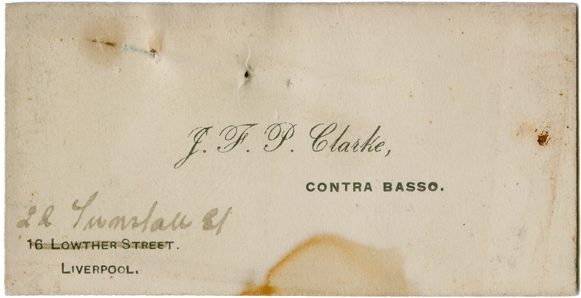 J. F. P. Clarke,
CONTRA BASSO.
22 Tunstall St
16 LOWTHER STREET.
LIVERPOOL.